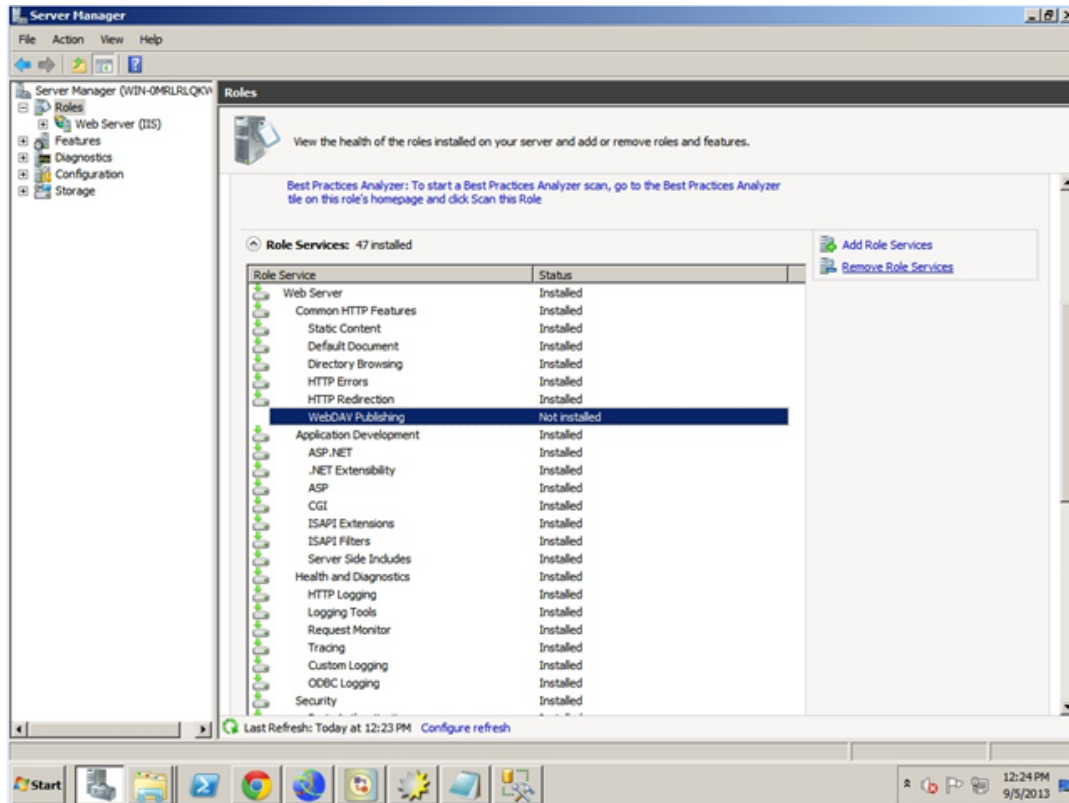 Server Manager
File Action View Help
Server Manager (WIN-0MRLRLQKV
Roles
Web Server (IIS)
Features
Diagnostics
Configuration
Storage
Roles
View the health of the roles installed on your server and add or remove roles and features.
Best Practices Analyzer: To start a Best Practices Analyzer scan, go to the Best Practices Analyzer
tile on this role's homepage and click Scan this Role
Role Services: 47 installed
Add Role Services
Remove Role Services
Role Service Status
Web Server Installed
Common HTTP Features Installed
Static Content Installed
Default Document Installed
Directory Browsing Installed
HTTP Errors Installed
HTTP Redirection Installed
WebDAV Publishing Not installed
Application Development Installed
ASP.NET Installed
.NET Extensibility Installed
ASP Installed
CGI Installed
ISAPI Extensions Installed
ISAPI Filters Installed
Server Side Includes Installed
Health and Diagnostics Installed
HTTP Logging Installed
Logging Tools Installed
Request Monitor Installed
Tracing Installed
Custom Logging Installed
ODBC Logging Installed
Security Installed
Last Refresh: Today at 12:23 PM Configure refresh
Start
12:24 PM
9/5/2013